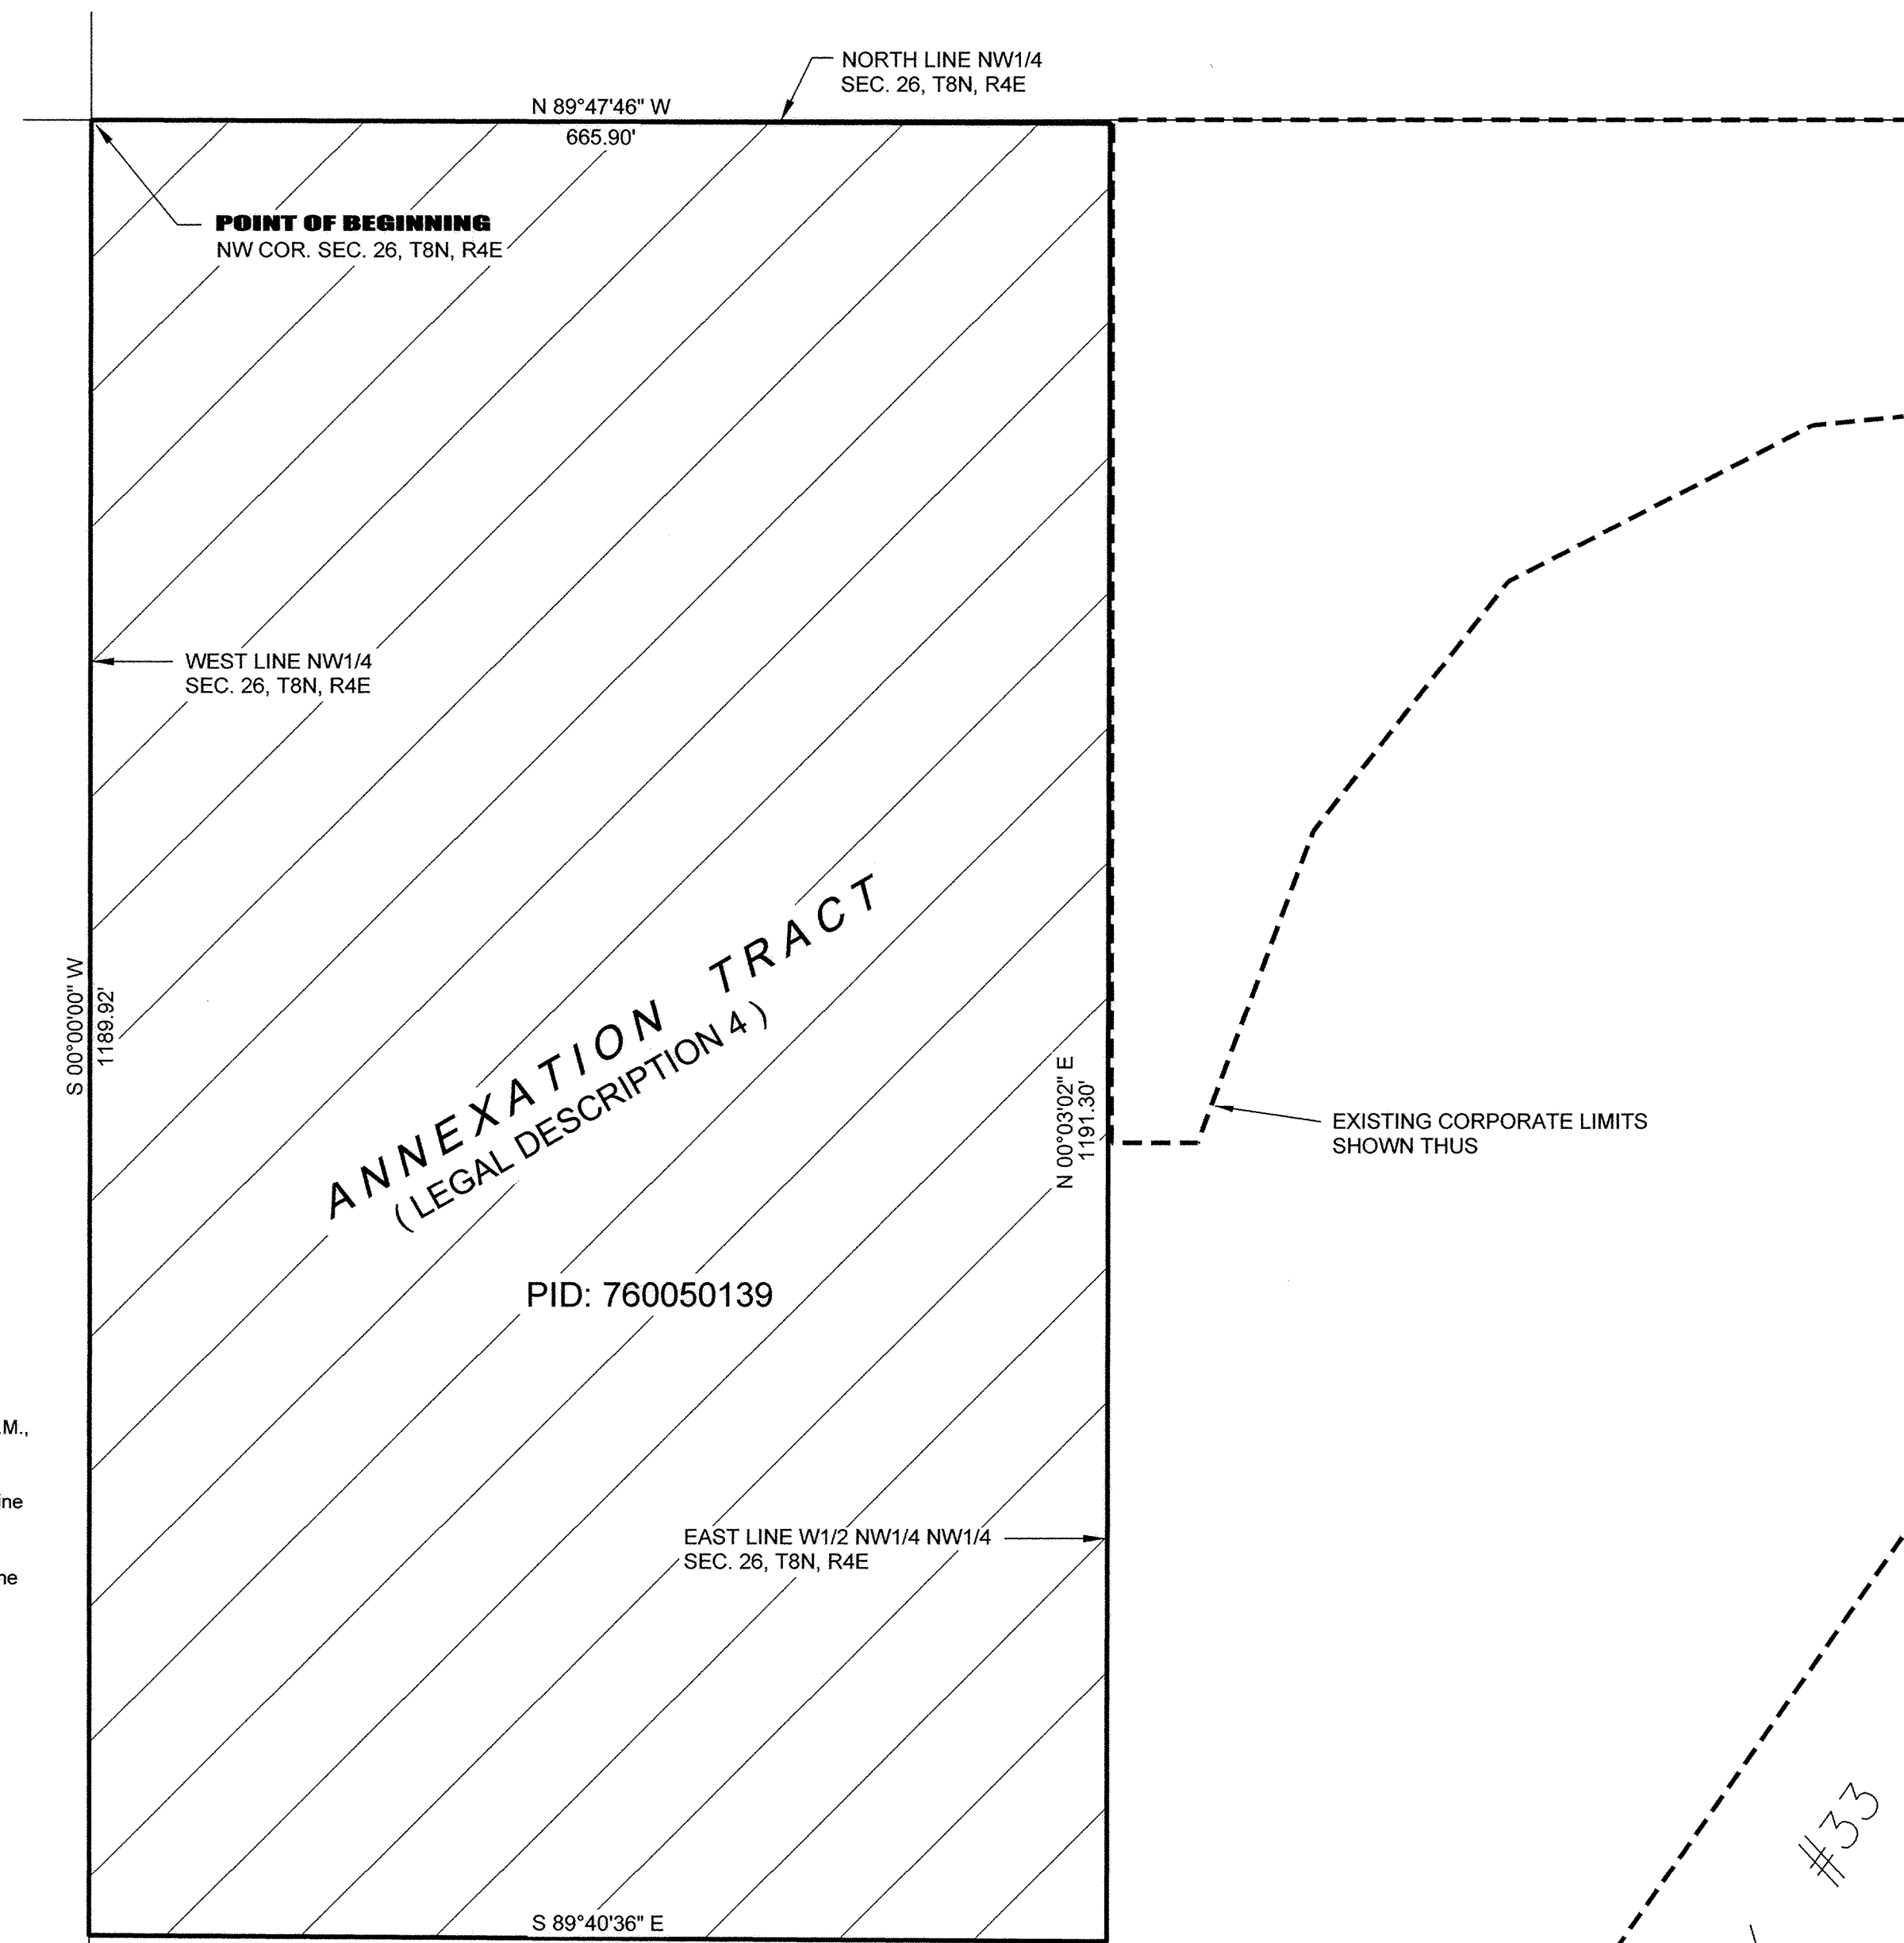 NORTH LINE NW1/4
SEC. 26, T8N, R4E
N 89°47'46" W
665.90'
POINT OF BEGINNING
NW COR. SEC. 26, T8N, R4E
WEST LINE NW1/4
SEC. 26, T8N, R4E
S 00°00'00" W
1189.92'
ANNEXATION TRACT
( LEGAL DESCRIPTION 4 )
N 00°03'02" E
1191.30'
EXISTING CORPORATE LIMITS
SHOWN THUS
PID: 760050139
.M.,
EAST LINE W1/2 NW1/4 NW1/4
SEC. 26, T8N, R4E
#33
S 89°40'36" E